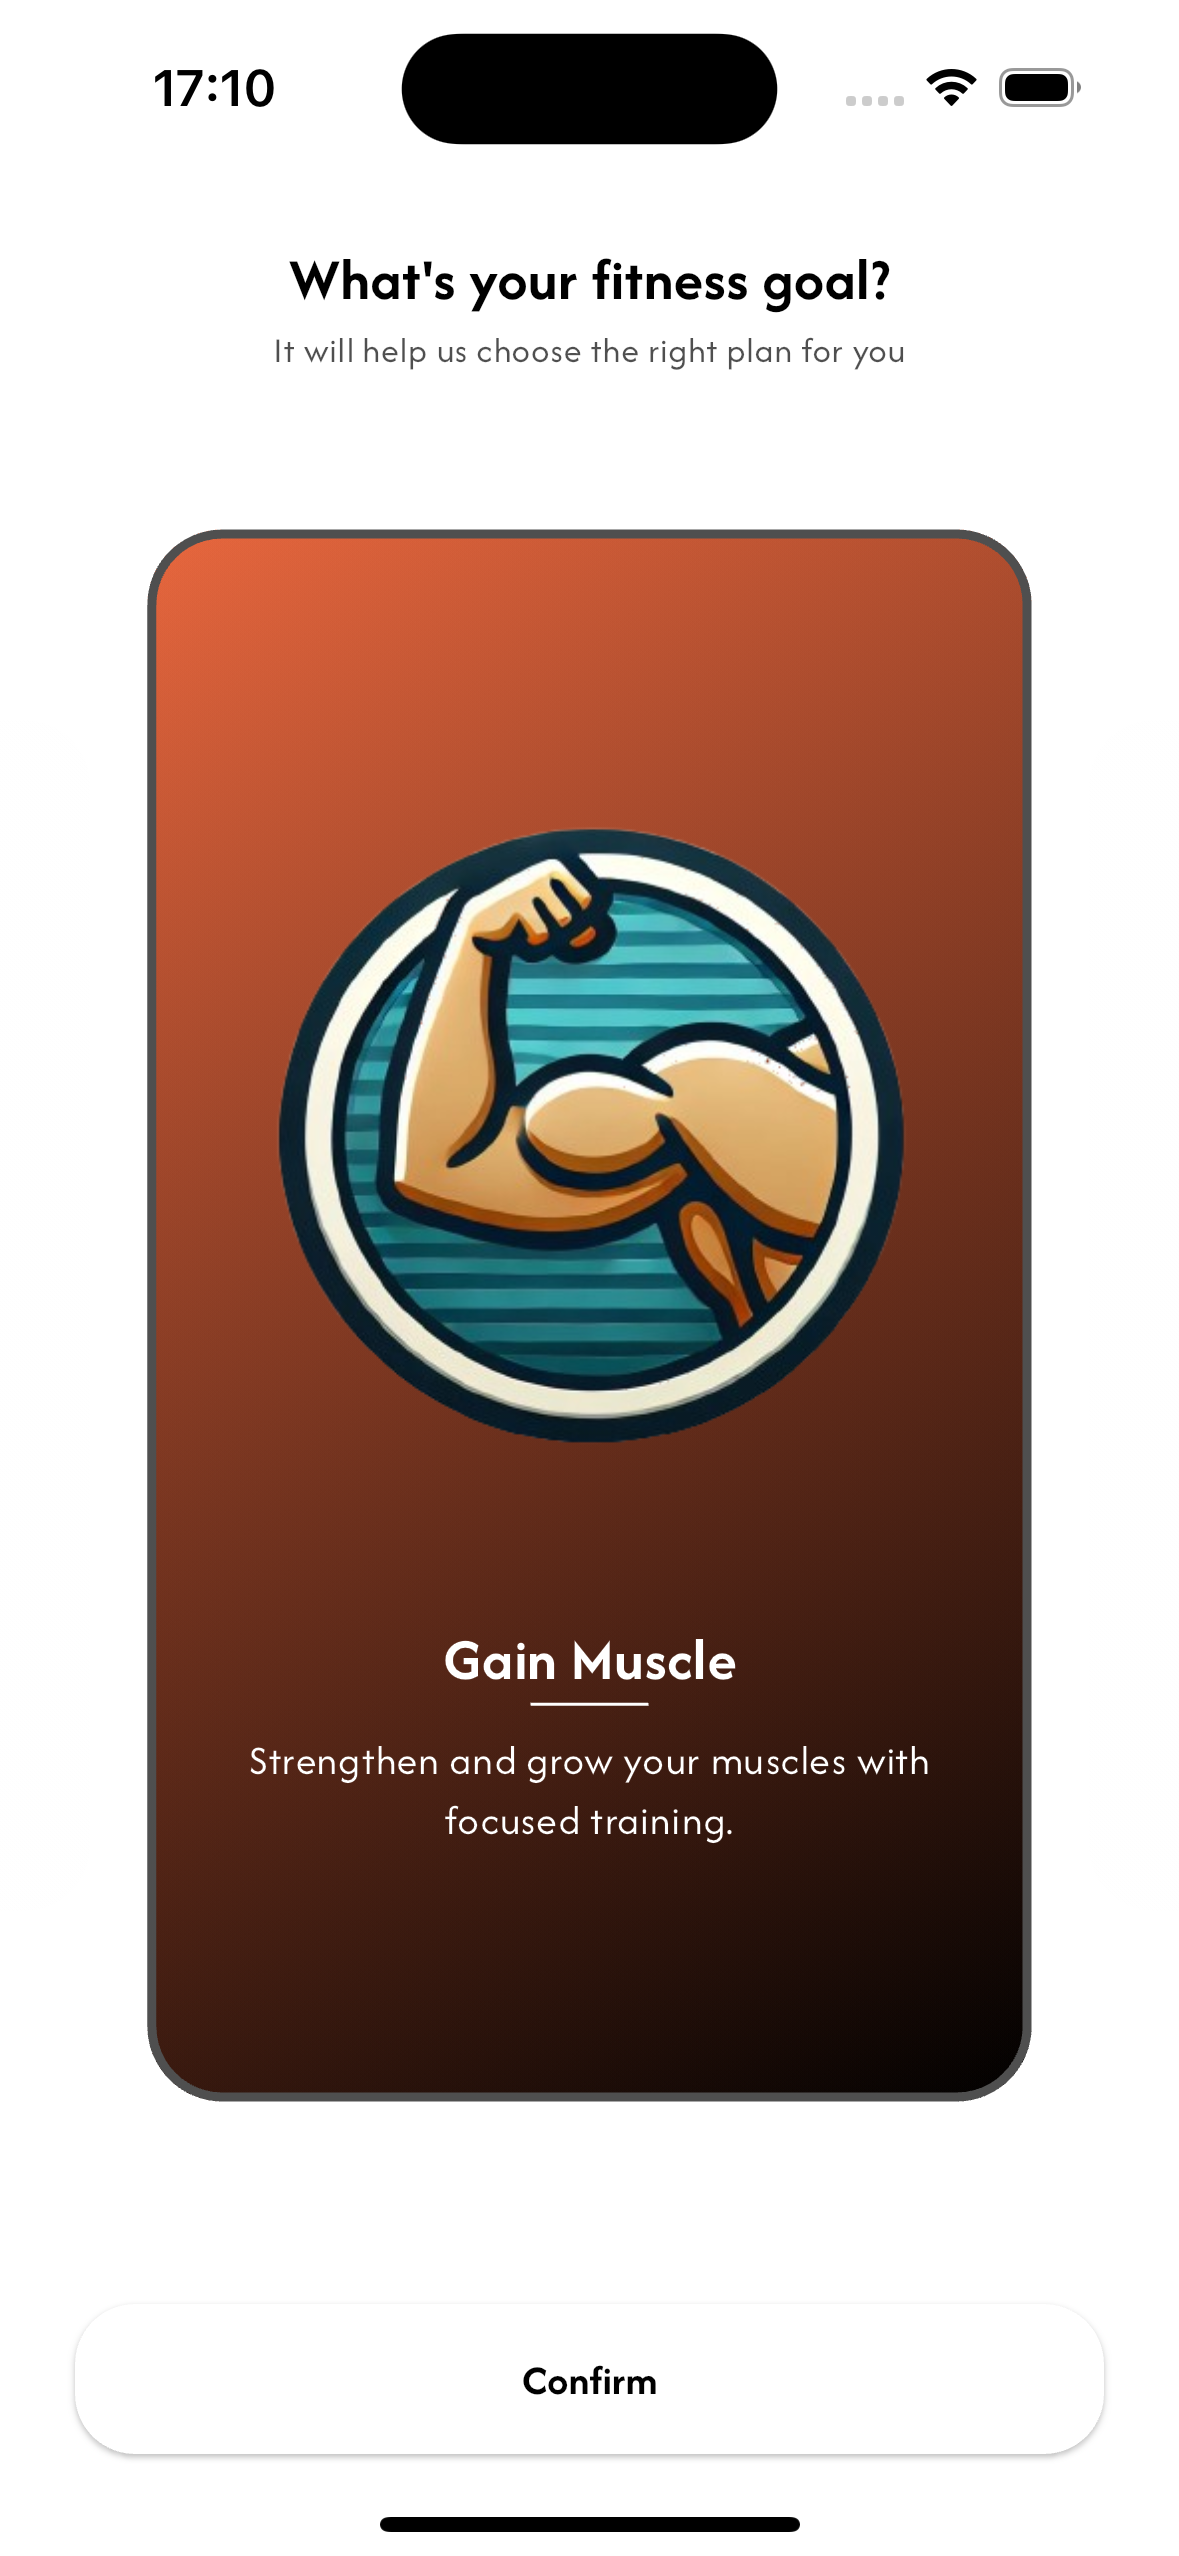 17:10
What's your fitness goal?
It will help us choose the right plan for you
Gain Muscle
Strengthen and grow your muscles with
focused training.
Confirm